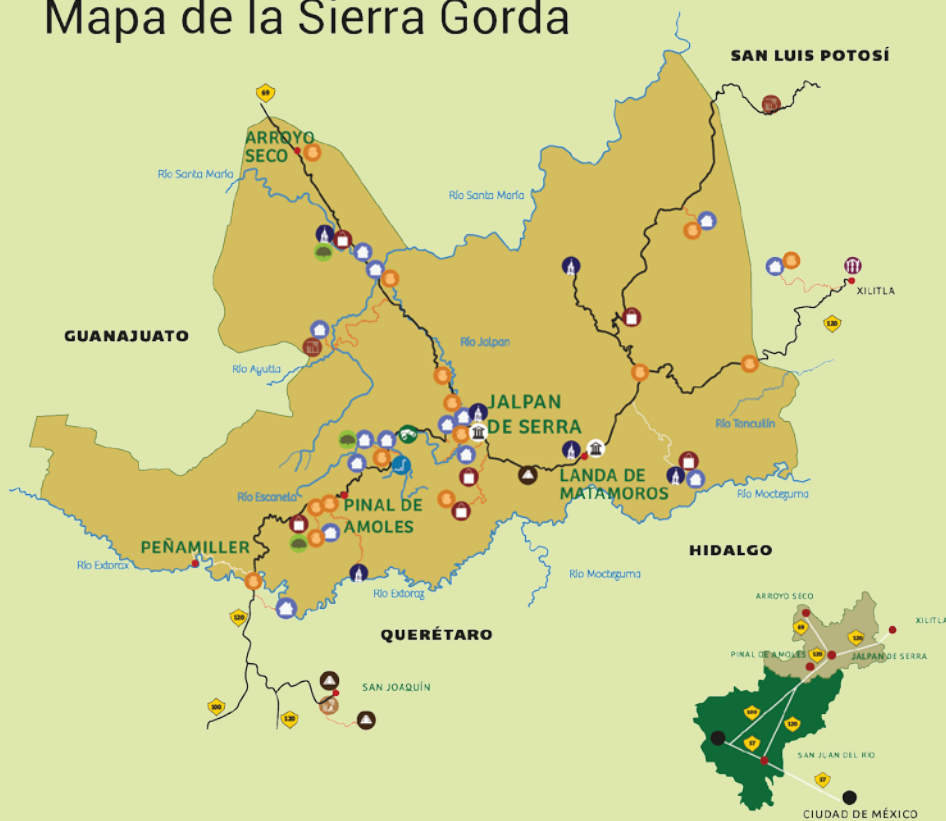 Mapa de la Sierra Gorda
SAN LUIS POTOSÍ
69
ARROYO
SECO
Río Santa María
Río Santa María
XILITLA
120
GUANAJUATO
Río Jalpan
Río Ayutla
JALPAN
DE SERRA
Río Tancuilín
LANDA DE
MATAMOROS
Río Moctezuma
Río Escanela
PINAL DE
AMOLES
PEÑAMILLER
Río Extorax
HIDALGO
Río Moctezuma
Río Extoraz
120
QUERÉTARO
SAN JOAQUÍN
100
120
ARROYO SECO
69
XILITLA
120
PINAL DE AMOLES
120
JALPAN DE SERRA
100
120
57
SAN JUAN DEL RÍO
57
CIUDAD DE MÉXICO